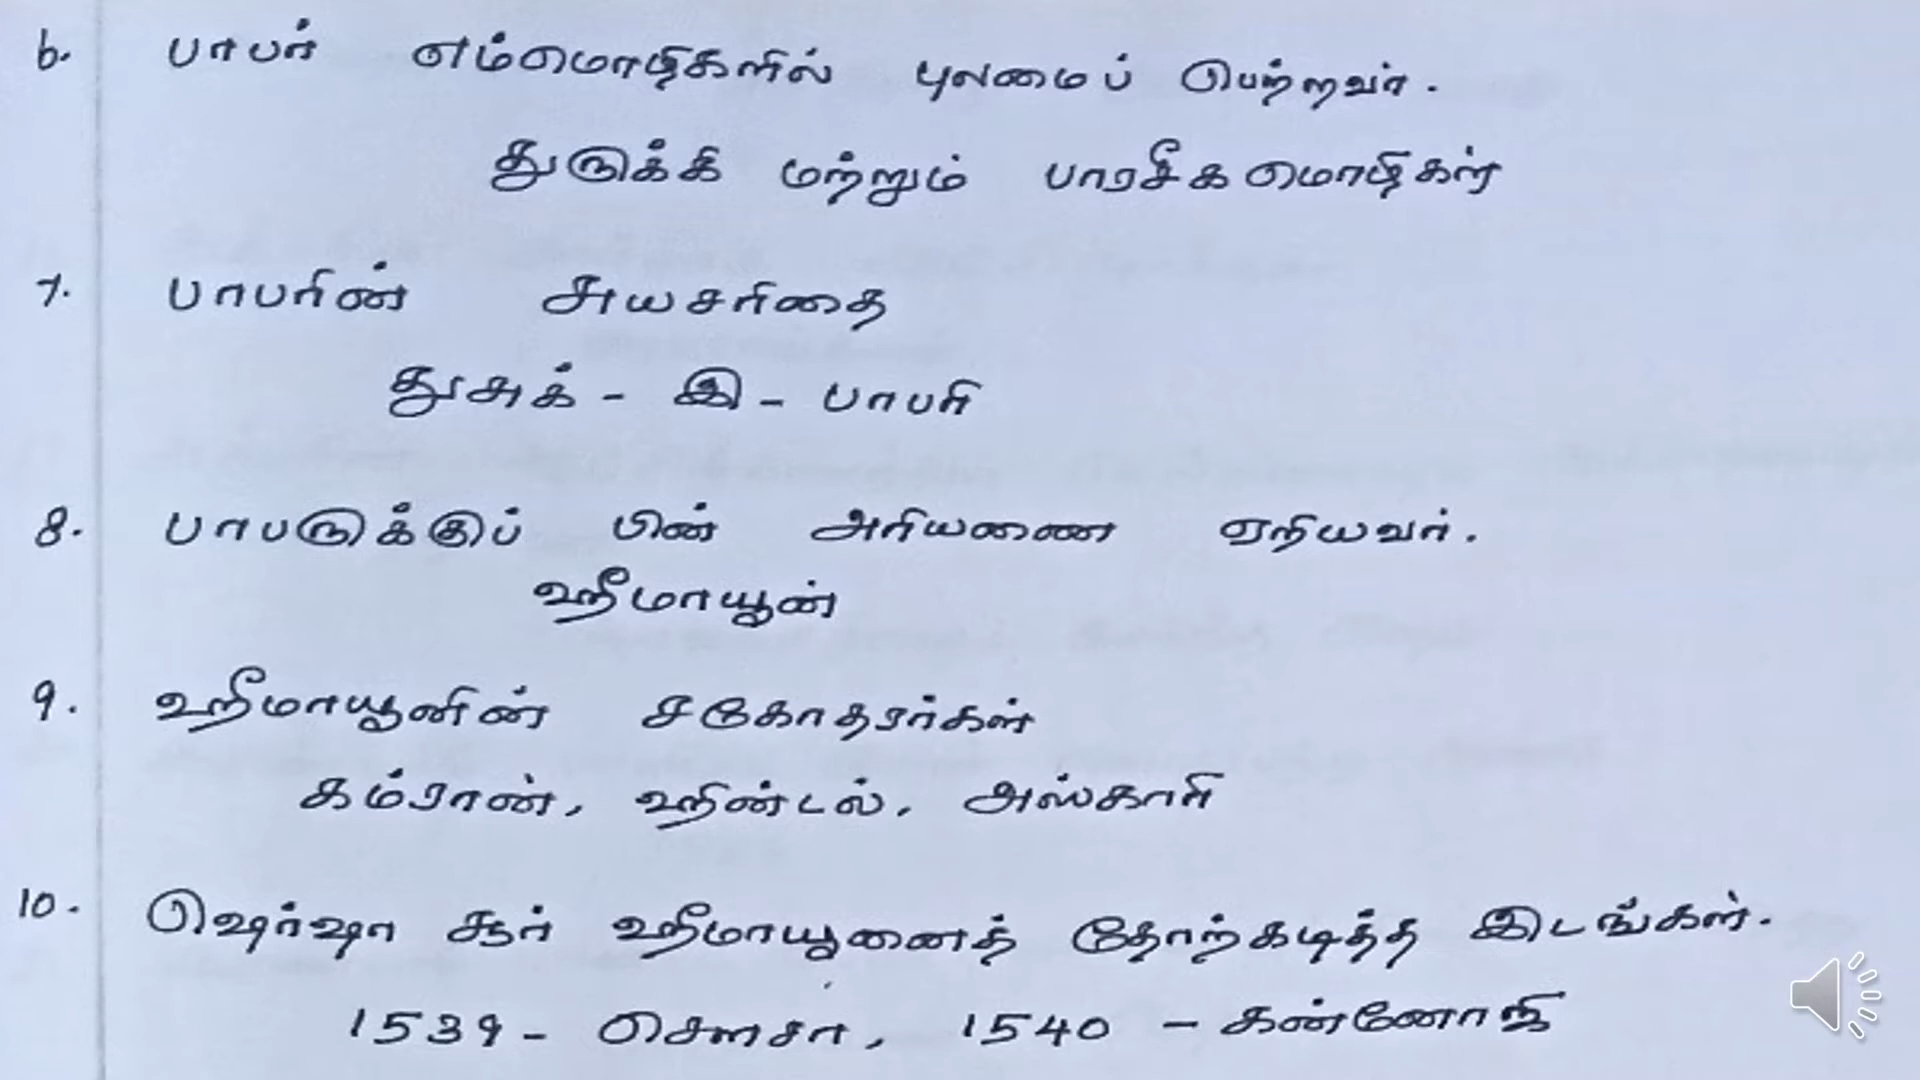 6. பாபர் எம்மொழிகளில் புலமைப் பெற்றவர்.
துருக்கி மற்றும் பாரசீக மொழிகள்
7. பாபரின் சுயசரிதை
துசுக் - இ - பாபரி
8. பாபருக்குப் பின் அரியணை ஏறியவர்.
ஹீமாயூன்
9. ஹீமாயூனின் சகோதரர்கள்
கம்ரான், ஹிண்டல், அஸ்காரி
10. ஷெர்ஷா சூர் ஹீமாயூனைத் தோற்கடித்த இடங்கள்.
1539 - சௌசா, 1540 - கன்னோஜி